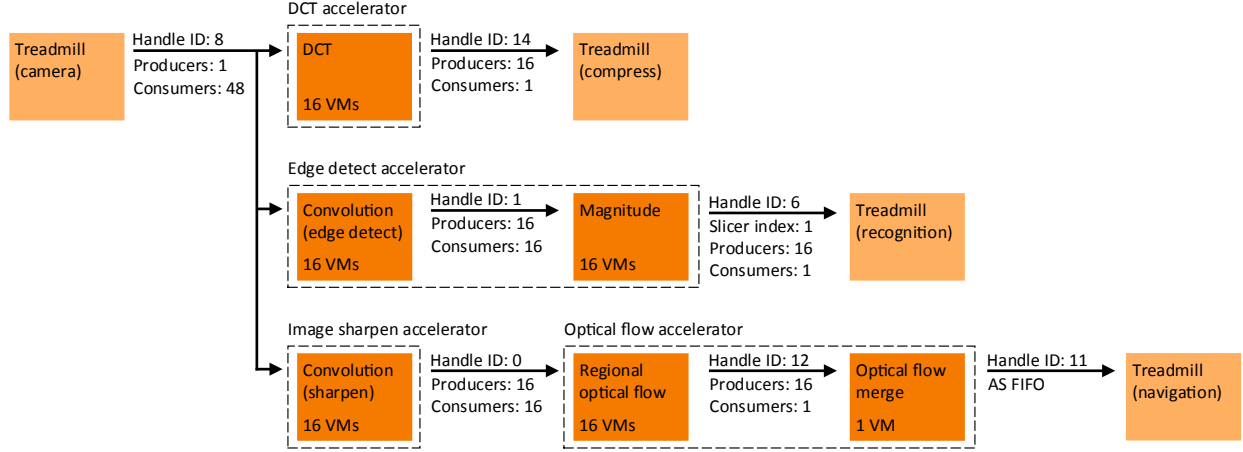 DCT accelerator
Treadmill
(camera)
Handle ID: 8
Producers: 1
Consumers: 48
DCT
16 VMs
Handle ID: 14
Producers: 16
Consumers: 1
Treadmill
(compress)
Edge detect accelerator
Convolution
(edge detect)
16 VMs
Handle ID: 1
Producers: 16
Consumers: 16
Magnitude
16 VMs
Handle ID: 6
Slicer index: 1
Producers: 16
Consumers: 1
Treadmill
(recognition)
Image sharpen accelerator
Convolution
(sharpen)
16 VMs
Handle ID: 0
Producers: 16
Consumers: 16
Optical flow accelerator
Regional
optical flow
16 VMs
Handle ID: 12
Producers: 16
Consumers: 1
Optical flow
merge
1 VM
Handle ID: 11
AS FIFO
Treadmill
(navigation)